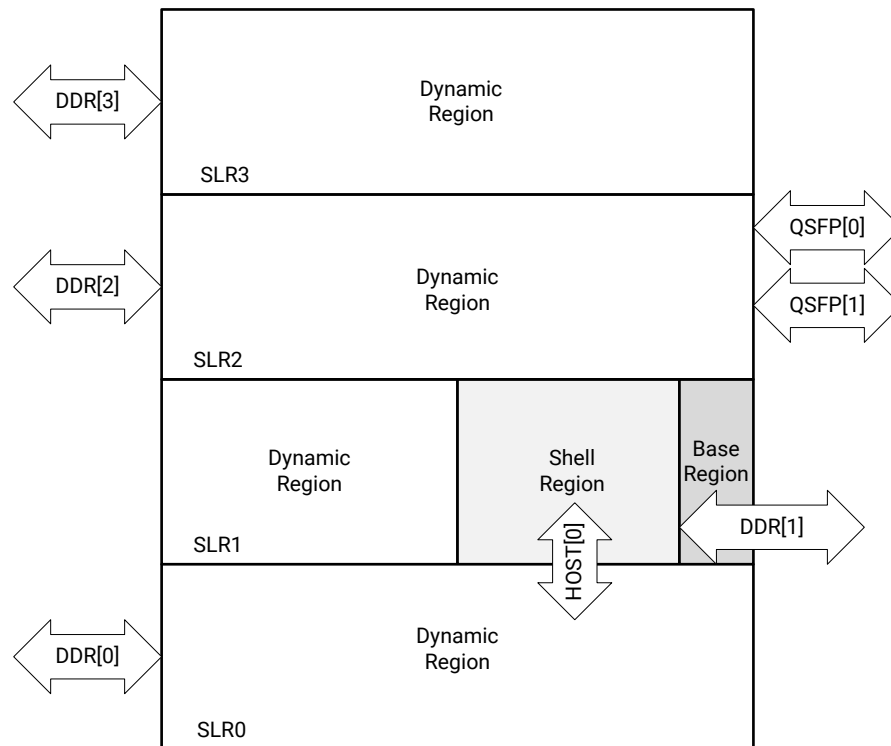 Dynamic
Region
DDR[3]
SLR3
QSFP[0]
Dynamic
Region
DDR[2]
QSFP[1]
SLR2
Dynamic
Region
Shell
Region
Base
Region
DDR[1]
HOST[0]
SLR1
Dynamic
Region
DDR[0]
SLR0